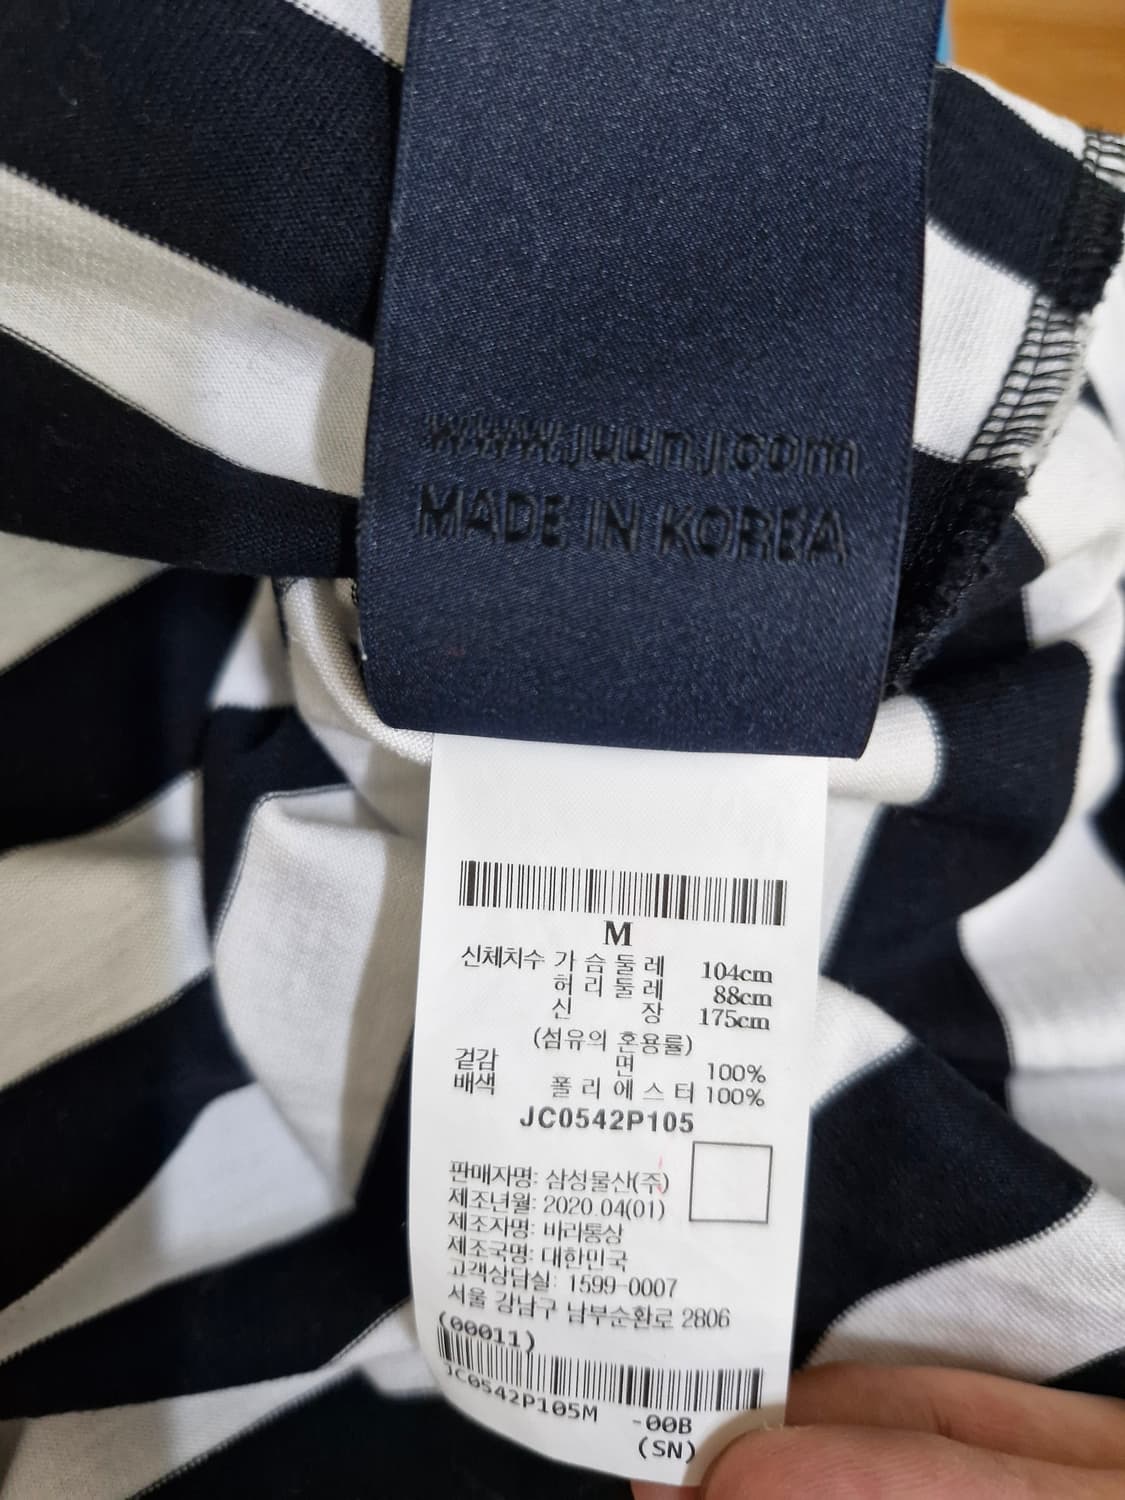 www.juunj.com
MADE IN KOREA
M
신체치수 가슴둘레 104cm
허리둘레 88cm
신장 175cm
(섬유의 혼용률)
겉감 면 100%
배색 폴리에스터 100%
JC0542P105
판매자명: 삼성물산(주)
제조년월: 2020.04(01)
제조자명: 바라통상
제조국명: 대한민국
고객상담실: 1599-0007
서울 강남구 남부순환로 2806
(00011)
JC0542P105M -00B
(SN)